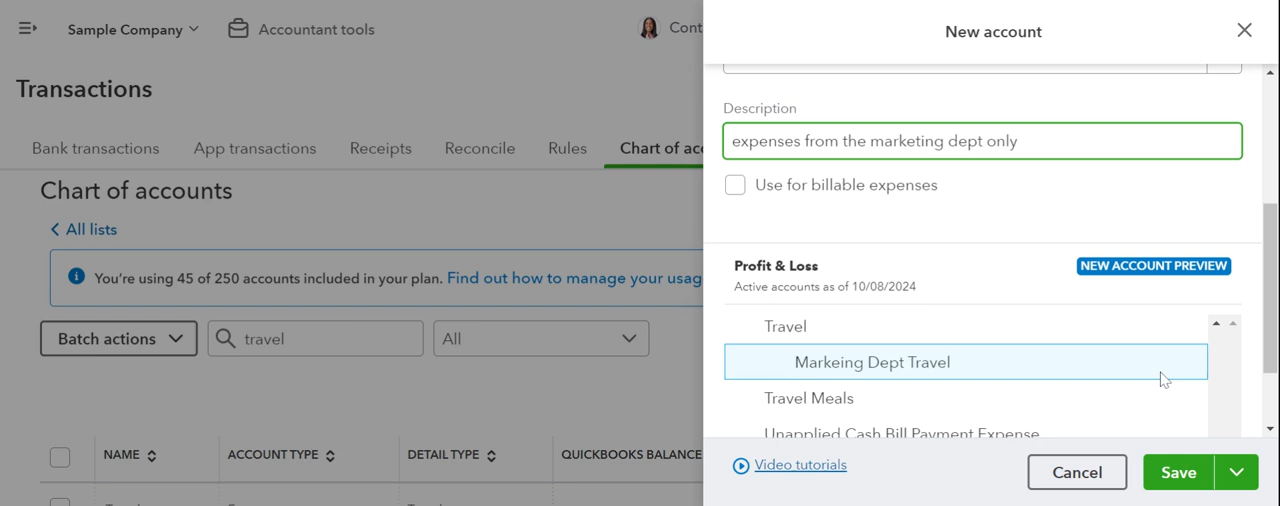 Sample Company
Accountant tools
Cont
Transactions
Bank transactions
App transactions
Receipts
Reconcile
Rules
Chart of acc
Chart of accounts
All lists
You're using 45 of 250 accounts included in your plan. Find out how to manage your usag
Batch actions
travel
All
NAME
ACCOUNT TYPE
DETAIL TYPE
QUICKBOOKS BALANCE
New account
Description
expenses from the marketing dept only
Use for billable expenses
Profit & Loss
NEW ACCOUNT PREVIEW
Active accounts as of 10/08/2024
Travel
Markeing Dept Travel
Travel Meals
Unapplied Cash Bill Payment Expense
Video tutorials
Cancel
Save